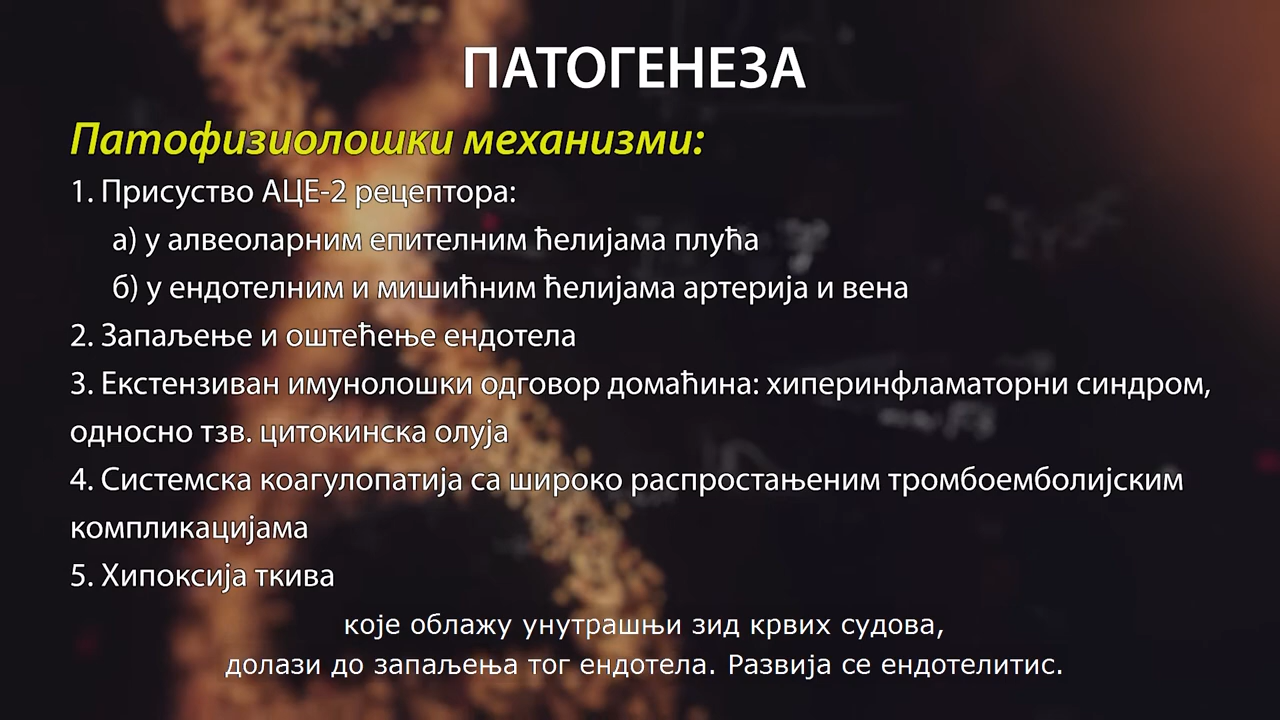 ПАТОГЕНЕЗА
Патофизиолошки механизми:
1. Присуство АЦЕ-2 рецептора:
а) у алвеоларним епителним ћелијама плућа
б) у ендотелним и мишићним ћелијама артерија и вена
2. Запаљење и оштећење ендотела
3. Екстензиван имунолошки одговор домаћина: хиперинфламаторни синдром,
односно тзв. цитокинска олуја
4. Системска коагулопатија са широко распростањеним тромбоемболијским
компликацијама
5. Хипоксија ткива
које облажу унутрашњи зид крвих судова,
долази до запаљења тог ендотела. Развија се ендотелитис.